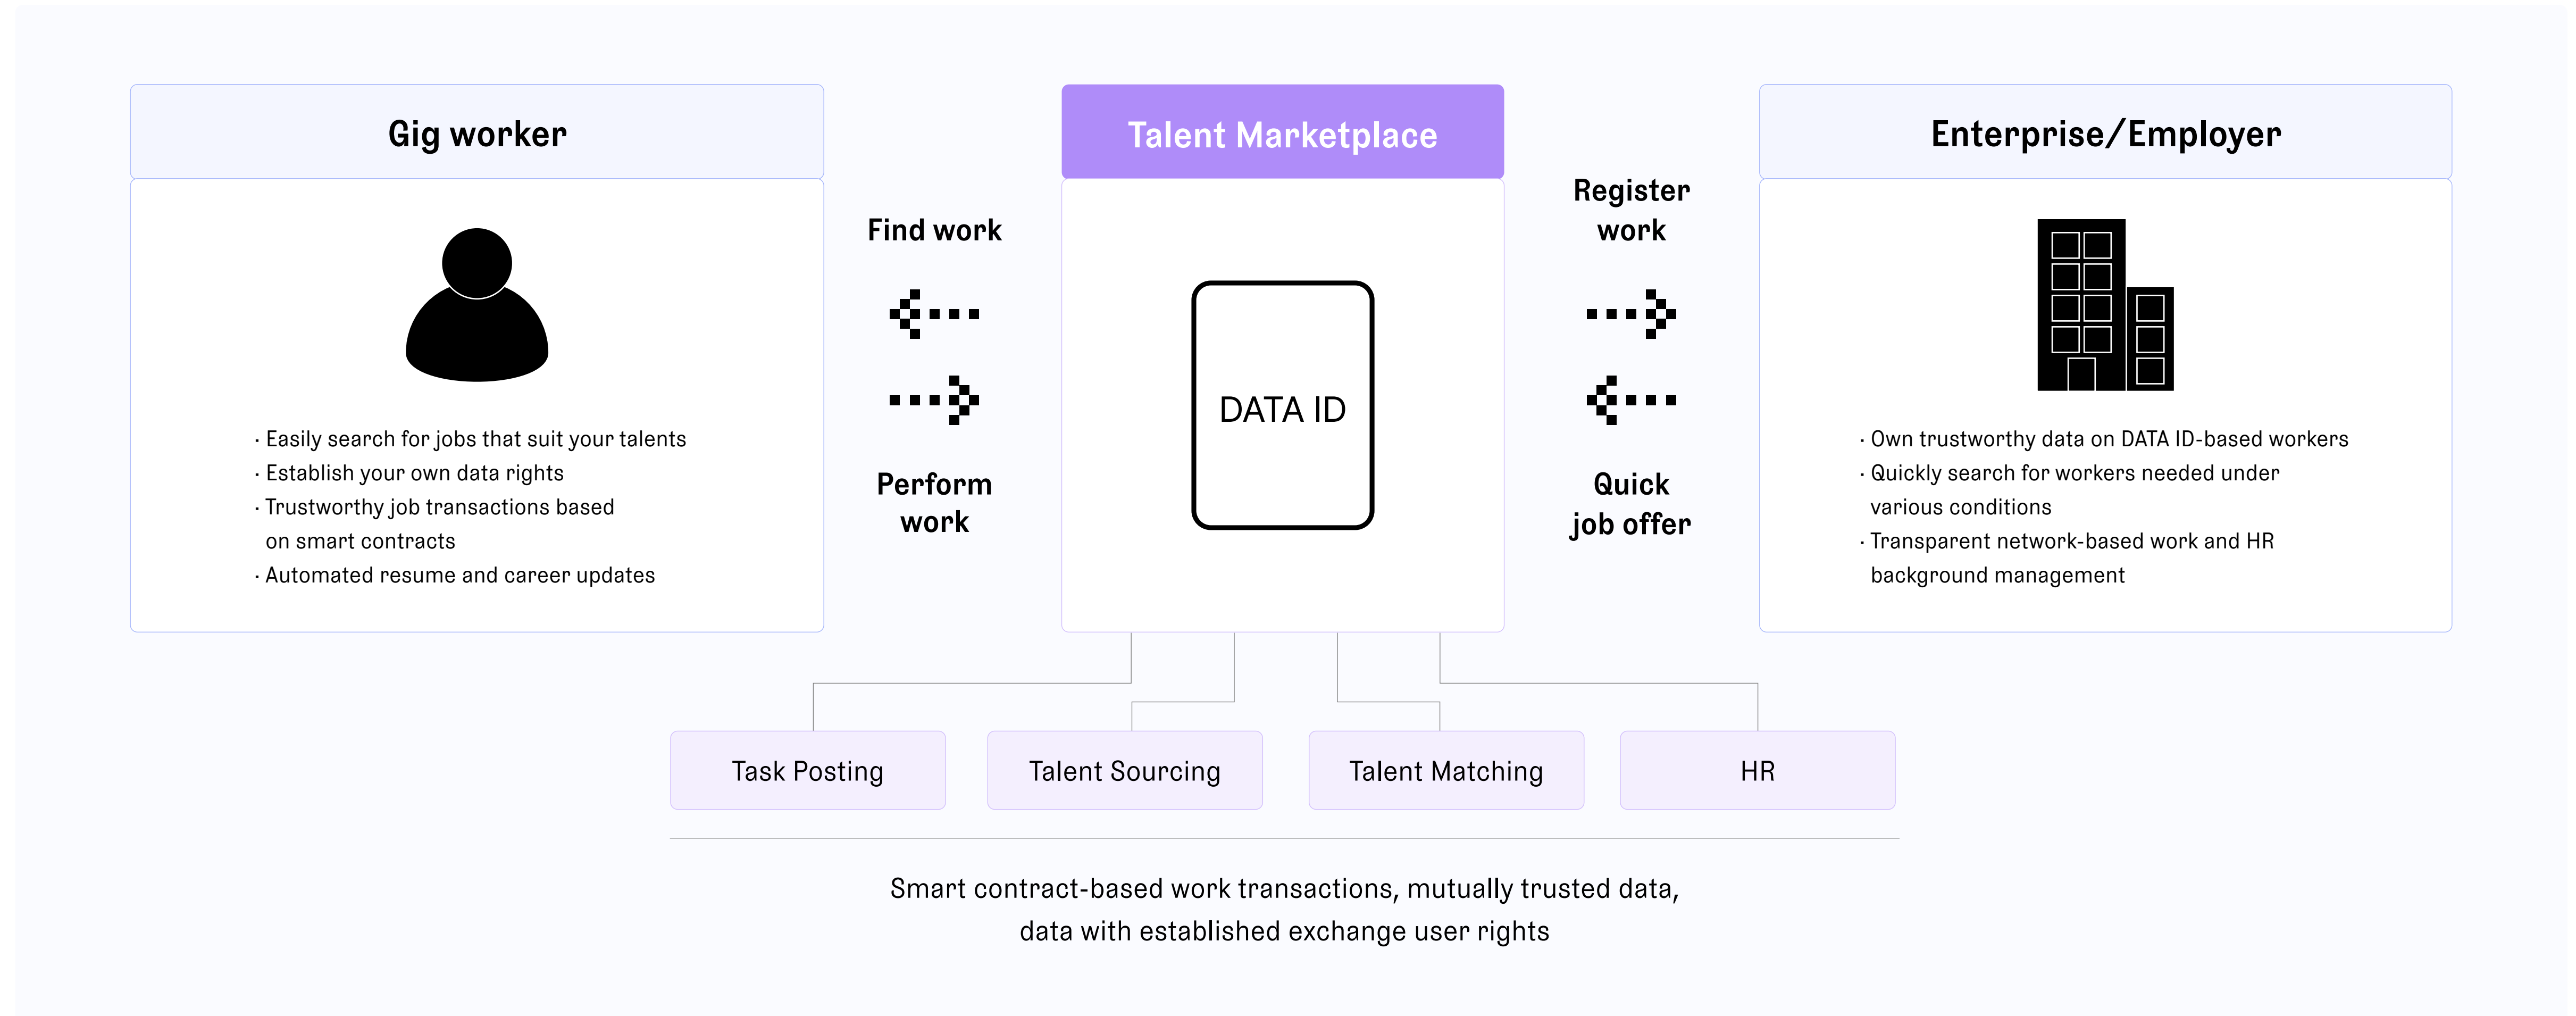 Gig worker
· Easily search for jobs that suit your talents
· Establish your own data rights
· Trustworthy job transactions based
on smart contracts
· Automated resume and career updates
Find work
Perform
work
Talent Marketplace
DATA ID
Register
work
Quick
job offer
Enterprise/Employer
· Own trustworthy data on DATA ID-based workers
· Quickly search for workers needed under
various conditions
· Transparent network-based work and HR
background management
Task Posting
Talent Sourcing
Talent Matching
HR
Smart contract-based work transactions, mutually trusted data,
data with established exchange user rights